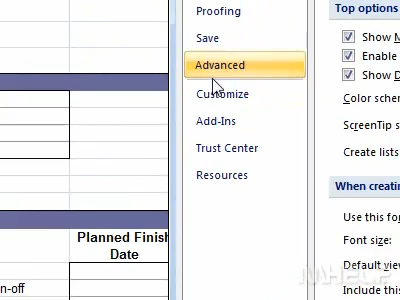 Proofing
Save
Advanced
Customize
Add-Ins
Trust Center
Resources
Top options
Show
Enable
Show D
Color schem
ScreenTip s
Create lists
When creatin
Use this fo
Font size:
Default view
Include this
Planned Finish
Date
n-off